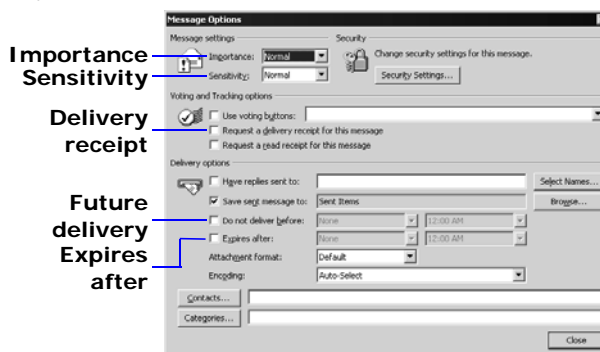 Message Options
Message settings
Security
Importance
Importance: Normal
Change security settings for this message.
Sensitivity
Sensitivity: Normal
Security Settings...
Voting and Tracking options
Delivery receipt
Use voting buttons:
Request a delivery receipt for this message
Request a read receipt for this message
Delivery options
Have replies sent to:
Select Names...
Save sent message to: Sent Items
Browse...
Future delivery
Do not deliver before: None 12:00 AM
Expires after
Expires after: None 12:00 AM
Attachment format: Default
Encoding: Auto-Select
Contacts...
Categories...
Close